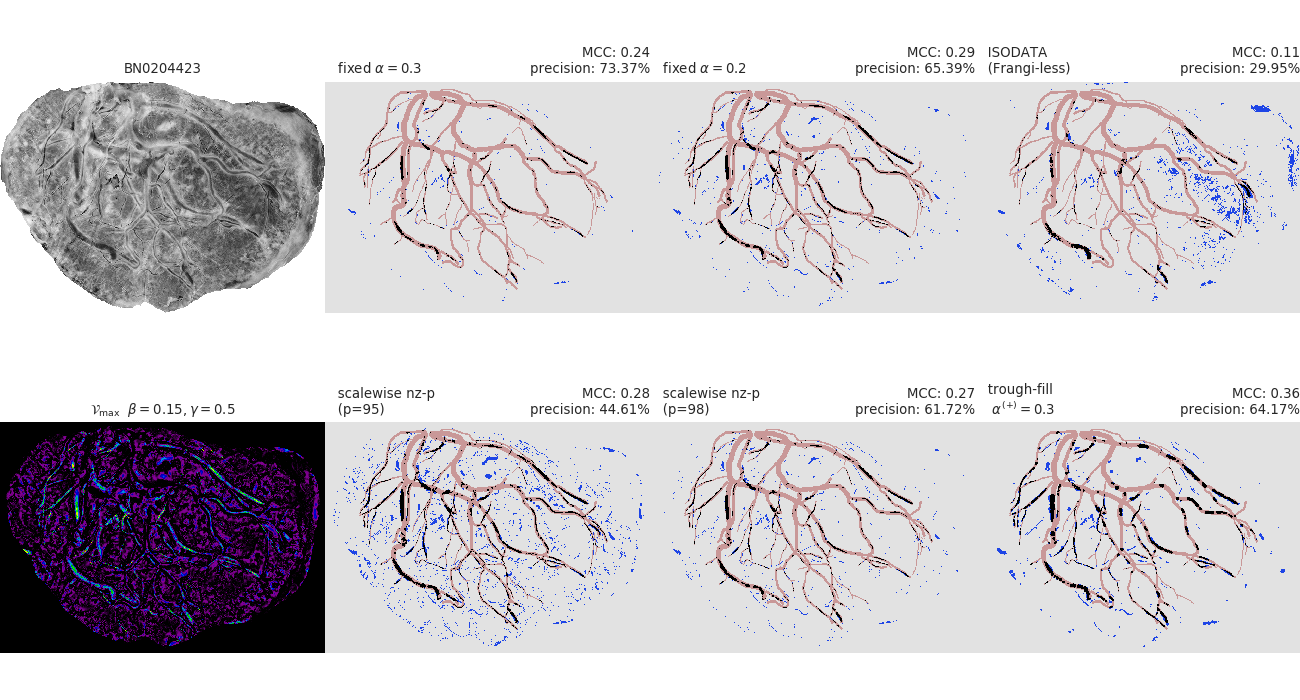 BN0204423
fixed α = 0.3
MCC: 0.24
precision: 73.37%
fixed α = 0.2
MCC: 0.29
precision: 65.39%
ISODATA
(Frangi-less)
MCC: 0.11
precision: 29.95%
𝒱max β = 0.15, γ = 0.5
scalewise nz-p
(p=95)
MCC: 0.28
precision: 44.61%
scalewise nz-p
(p=98)
MCC: 0.27
precision: 61.72%
trough-fill
α(+) = 0.3
MCC: 0.36
precision: 64.17%